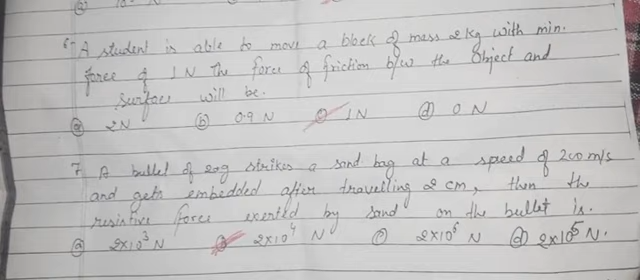 6- A student is able to move a block of mass 2 kg with min.
force of 1 N The force of friction b/w the Object and
surface will be.
(a) 2N (b) 0.9 N (c) 1N (d) 0 N
7. A bullet of 20g strikes a sand bag at a speed of 200 m/s
and gets embedded after travelling 2 cm, then the
resistive force exerted by sand on the bullet is.
(a) 2×10³ N (b) 2×10⁴ N (c) 2×10⁶ N (d) 2×10⁵ N.